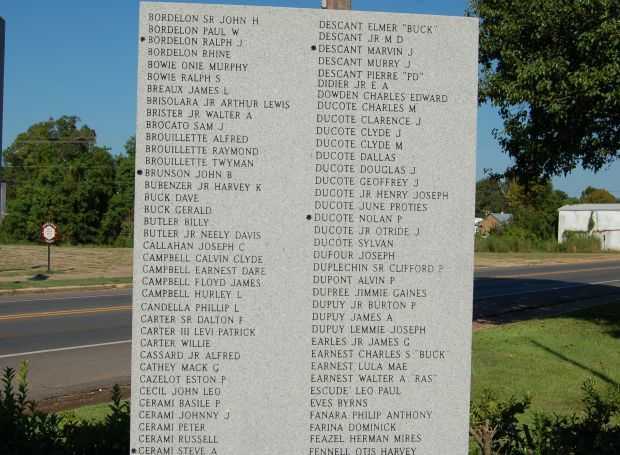 BORDELON SR JOHN H
BORDELON PAUL W
• BORDELON RALPH J
BORDELON RHINE
BOWIE ONIE MURPHY
BOWIE RALPH S
BREAUX JAMES L
BRISOLARA JR ARTHUR LEWIS
BRISTER JR WALTER A
BROCATO SAM J
BROUILLETTE ALFRED
BROUILLETTE RAYMOND
BROUILLETTE TWYMAN
• BRUNSON JOHN B
BUBENZER JR HARVEY K
BUCK DAVE
BUCK GERALD
BUTLER BILLY
BUTLER JR NEELY DAVIS
CALLAHAN JOSEPH C
CAMPBELL CALVIN CLYDE
CAMPBELL EARNEST DARE
CAMPBELL FLOYD JAMES
CAMPBELL HURLEY L
CANDELLA PHILLIP L
CARTER SR DALTON F
CARTER III LEVI PATRICK
CARTER WILLIE
CASSARD JR ALFRED
CATHEY MACK G
CAZELOT ESTON P
CECIL JOHN LEO
CERAMI BASILE P
CERAMI JOHNNY J
CERAMI PETER
CERAMI RUSSELL
• CERAMI STEVE A
DESCANT ELMER "BUCK"
DESCANT JR M D
• DESCANT MARVIN J
DESCANT MURRY J
DESCANT PIERRE "PD"
DIDIER JR E A
DOWDEN CHARLES EDWARD
DUCOTE CHARLES M
DUCOTE CLARENCE J
DUCOTE CLYDE J
DUCOTE CLYDE M
DUCOTE DALLAS
DUCOTE DOUGLAS J
DUCOTE GEOFFREY J
DUCOTE JR HENRY JOSEPH
DUCOTE JUNE PROTIES
• DUCOTE NOLAN P
DUCOTE JR OTRIDE J
DUCOTE SYLVAN
DUFOUR JOSEPH
DUPLECHIN SR CLIFFORD P
DUPONT ALVIN P
DUPREE JIMMIE GAINES
DUPUY JR BURTON P
DUPUY JAMES A
DUPUY LEMMIE JOSEPH
EARLES JR JAMES G
EARNEST CHARLES S "BUCK"
EARNEST LULA MAE
EARNEST WALTER A "RAS"
ESCUDE' LEO PAUL
EVES BYRNS
FANARA PHILIP ANTHONY
FARINA DOMINICK
FEAZEL HERMAN MIRES
FENNELL OTIS HARVEY